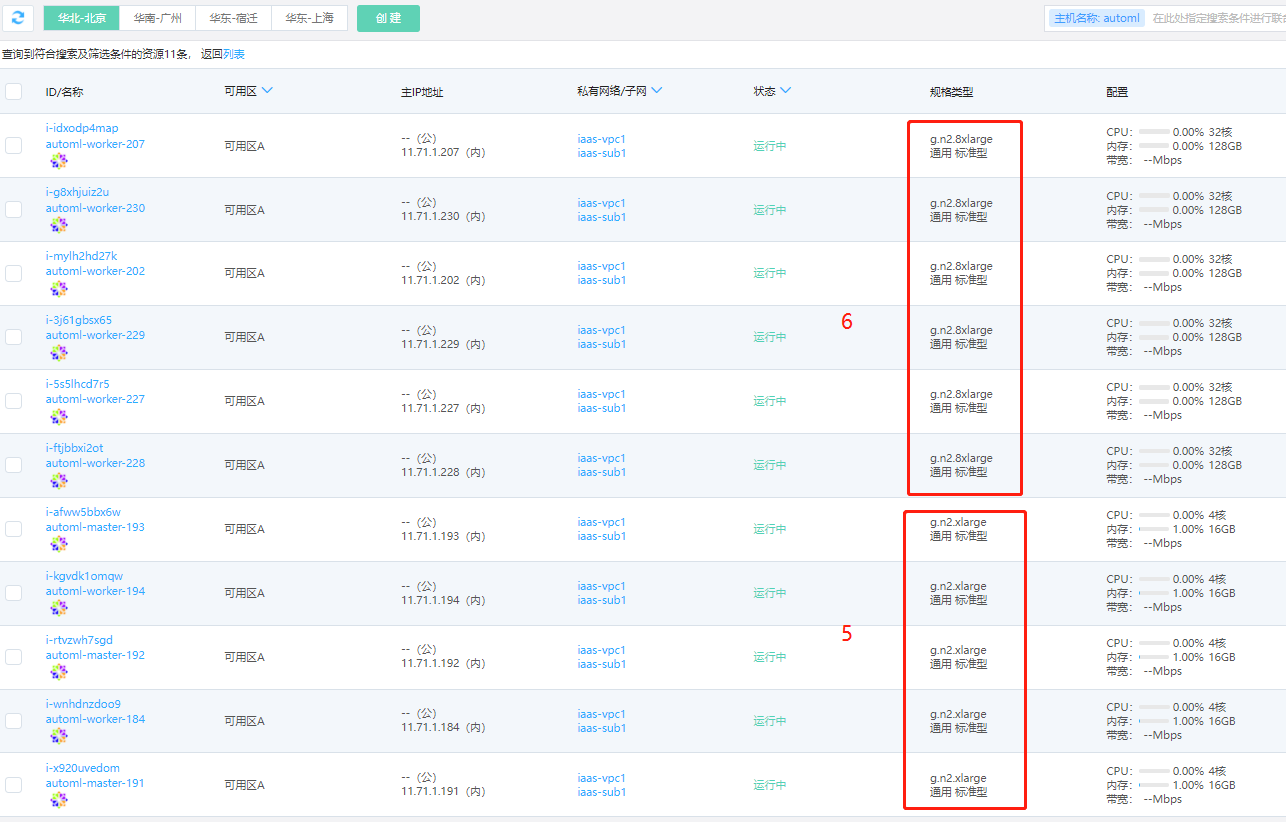 华北-北京 华南-广州 华东-宿迁 华东-上海 创 建 主机名称: automl 在此处指定搜索条件进行联
查询到符合搜索及筛选条件的资源11条， 返回列表
ID/名称 可用区 主IP地址 私有网络/子网 状态 规格类型 配置
i-idxodp4map
automl-worker-207
可用区A
--（公）
11.71.1.207（内）
iaas-vpc1
iaas-sub1
运行中
g.n2.8xlarge
通用 标准型
CPU: 0.00% 32核
内存: 0.00% 128GB
带宽: --Mbps
i-g8xhjuiz2u
automl-worker-230
可用区A
--（公）
11.71.1.230（内）
iaas-vpc1
iaas-sub1
运行中
g.n2.8xlarge
通用 标准型
CPU: 0.00% 32核
内存: 0.00% 128GB
带宽: --Mbps
i-mylh2hd27k
automl-worker-202
可用区A
--（公）
11.71.1.202（内）
iaas-vpc1
iaas-sub1
运行中
g.n2.8xlarge
通用 标准型
CPU: 0.00% 32核
内存: 0.00% 128GB
带宽: --Mbps
i-3j61gbsx65
automl-worker-229
可用区A
--（公）
11.71.1.229（内）
iaas-vpc1
iaas-sub1
运行中
6
g.n2.8xlarge
通用 标准型
CPU: 0.00% 32核
内存: 0.00% 128GB
带宽: --Mbps
i-5s5lhcd7r5
automl-worker-227
可用区A
--（公）
11.71.1.227（内）
iaas-vpc1
iaas-sub1
运行中
g.n2.8xlarge
通用 标准型
CPU: 0.00% 32核
内存: 0.00% 128GB
带宽: --Mbps
i-ftjbbxi2ot
automl-worker-228
可用区A
--（公）
11.71.1.228（内）
iaas-vpc1
iaas-sub1
运行中
g.n2.8xlarge
通用 标准型
CPU: 0.00% 32核
内存: 0.00% 128GB
带宽: --Mbps
i-afww5bbx6w
automl-master-193
可用区A
--（公）
11.71.1.193（内）
iaas-vpc1
iaas-sub1
运行中
g.n2.xlarge
通用 标准型
CPU: 0.00% 4核
内存: 1.00% 16GB
带宽: --Mbps
i-kgvdk1omqw
automl-worker-194
可用区A
--（公）
11.71.1.194（内）
iaas-vpc1
iaas-sub1
运行中
g.n2.xlarge
通用 标准型
CPU: 0.00% 4核
内存: 1.00% 16GB
带宽: --Mbps
i-rtvzwh7sgd
automl-master-192
可用区A
--（公）
11.71.1.192（内）
iaas-vpc1
iaas-sub1
运行中
5
g.n2.xlarge
通用 标准型
CPU: 0.00% 4核
内存: 1.00% 16GB
带宽: --Mbps
i-wnhdnzdoo9
automl-worker-184
可用区A
--（公）
11.71.1.184（内）
iaas-vpc1
iaas-sub1
运行中
g.n2.xlarge
通用 标准型
CPU: 0.00% 4核
内存: 1.00% 16GB
带宽: --Mbps
i-x920uvedom
automl-master-191
可用区A
--（公）
11.71.1.191（内）
iaas-vpc1
iaas-sub1
运行中
g.n2.xlarge
通用 标准型
CPU: 0.00% 4核
内存: 1.00% 16GB
带宽: --Mbps